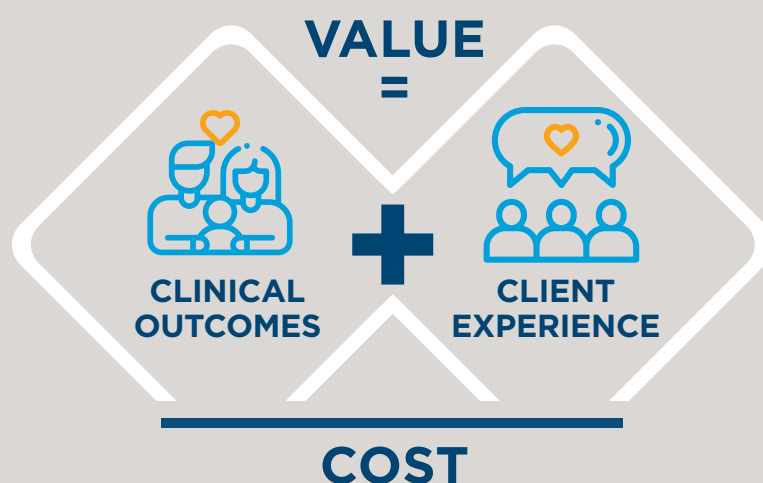 VALUE
=
CLINICAL
OUTCOMES
+
CLIENT
EXPERIENCE
COST